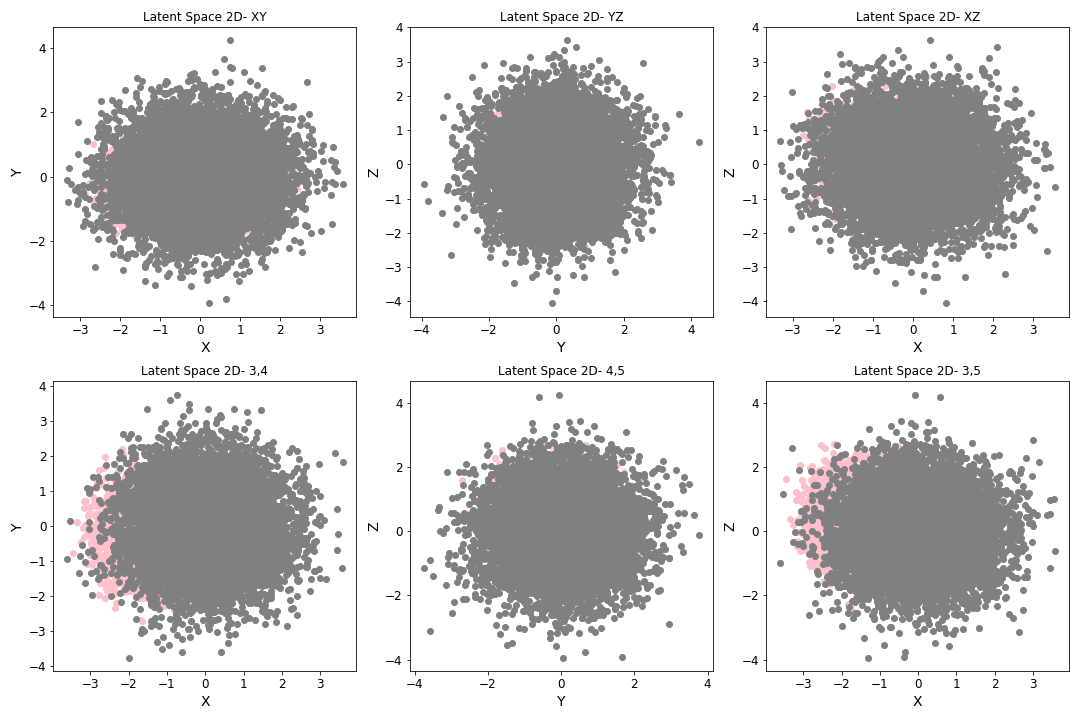 Latent Space 2D- XY
Latent Space 2D- YZ
Latent Space 2D- XZ
4
2
0
−2
−4
Y
−3 −2 −1 0 1 2 3
X
4
3
2
1
0
−1
−2
−3
−4
Z
−4 −2 0 2 4
Y
4
3
2
1
0
−1
−2
−3
−4
Z
−3 −2 −1 0 1 2 3
X
Latent Space 2D- 3,4
Latent Space 2D- 4,5
Latent Space 2D- 3,5
4
3
2
1
0
−1
−2
−3
−4
Y
−3 −2 −1 0 1 2 3
X
4
2
0
−2
−4
Z
−4 −2 0 2 4
Y
4
2
0
−2
−4
Z
−3 −2 −1 0 1 2 3
X